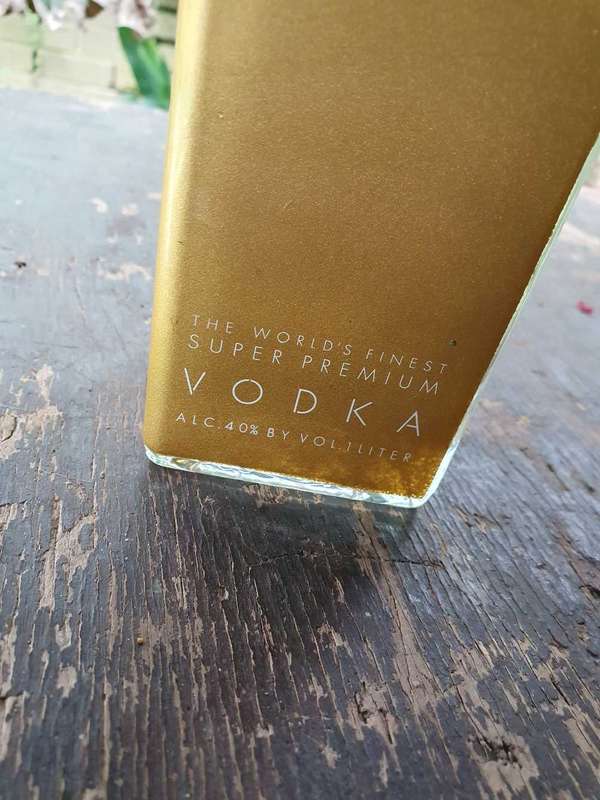 THE WORLD'S FINEST
SUPER PREMIUM
VODKA
ALC.40% BY VOL.1LITER